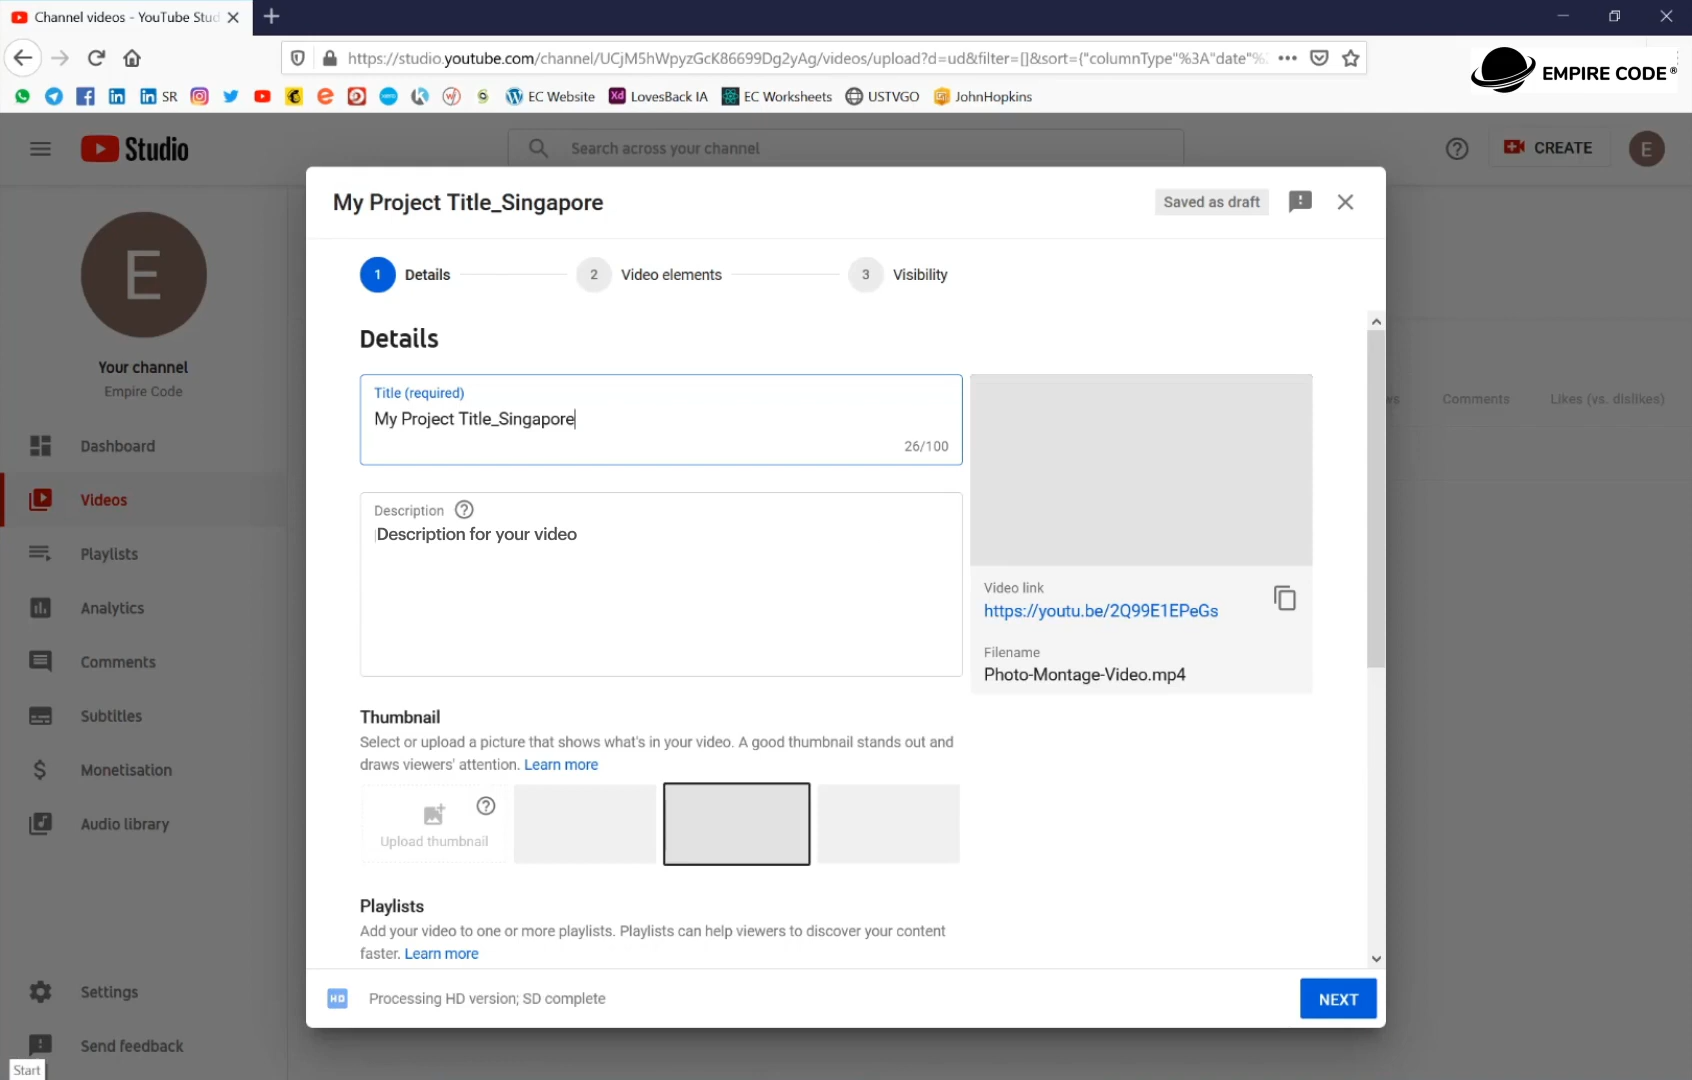 Channel videos - YouTube Stud
https://studio.youtube.com/channel/UCjM5hWpyzGcK86699Dg2yAg/videos/upload?d=ud&filter=[]&sort={"columnType"%3A"date"%2
EMPIRE CODE®
SR
EC Website
LovesBack IA
EC Worksheets
USTVGO
JohnHopkins
Studio
Search across your channel
CREATE
E
E
Your channel
Empire Code
Dashboard
Videos
Playlists
Analytics
Comments
Subtitles
Monetisation
Audio library
Settings
Send feedback
Start
My Project Title_Singapore
Saved as draft
1 Details
2 Video elements
3 Visibility
Details
Title (required)
My Project Title_Singapore
26/100
Description
Description for your video
Video link
https://youtu.be/2Q99E1EPeGs
Filename
Photo-Montage-Video.mp4
Thumbnail
Select or upload a picture that shows what's in your video. A good thumbnail stands out and
draws viewers' attention. Learn more
Upload thumbnail
Playlists
Add your video to one or more playlists. Playlists can help viewers to discover your content
faster. Learn more
HD
Processing HD version; SD complete
NEXT
Comments
Likes (vs. dislikes)